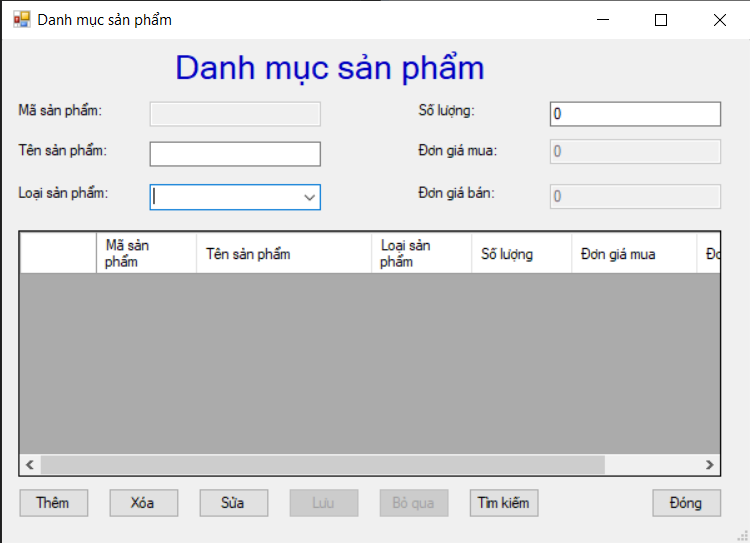 Danh mục sản phẩm
Danh mục sản phẩm
Mã sản phẩm:
Số lượng:
0
Tên sản phẩm:
Đơn giá mua:
0
Loại sản phẩm:
Đơn giá bán:
0
Mã sản phẩm
Tên sản phẩm
Loại sản phẩm
Số lượng
Đơn giá mua
Đơ
Thêm
Xóa
Sửa
Lưu
Bỏ qua
Tìm kiếm
Đóng